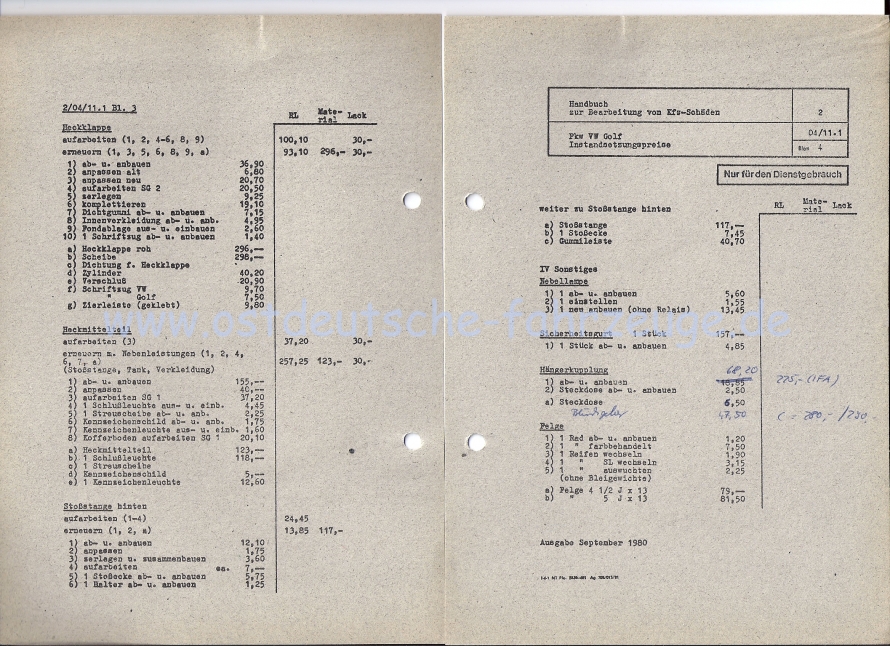 2/04/11.1 Bl. 3
RL Mate- rial Lack
Heckklappe
aufarbeiten (1, 2, 4-6, 8, 9) 100,10 30,-
erneuern (1, 3, 5, 6, 8, 9, a) 93,10 296,- 30,-
1) ab- u. anbauen 36,90
2) anpassen alt 6,80
3) anpassen neu 20,70
4) aufarbeiten SG 2 20,50
5) zerlegen 9,25
6) komplettieren 19,10
7) Dichtgummi ab- u. anbauen 7,15
8) Innenverkleidung ab- u. anb. 4,95
9) Fondablage aus- u. einbauen 2,60
10) 1 Schriftzug ab- u. anbauen 1,40
a) Heckklappe roh 296,--
b) Scheibe 298,--
c) Dichtung f. Heckklappe
d) Zylinder 40,20
e) Verschluß 20,90
f) Schriftzug VW 9,70
" Golf 7,50
g) Zierleiste (geklebt) 9,80
Heckmittelteil
aufarbeiten (3) 37,20 30,-
erneuern m. Nebenleistungen (1, 2, 4,
6, 7, a) 257,25 123,- 30,-
(Stoßstange, Tank, Verkleidung)
1) ab- u. anbauen 155,--
2) anpassen 40,--
3) aufarbeiten SG 1 37,20
4) 1 Schlußleuchte aus- u. einb. 4,45
5) 1 Streuscheibe ab- u. anb. 2,25
6) Kennzeichenschild ab- u. anb. 1,75
7) Kennzeichenleuchte aus- u. einb. 1,60
8) Kofferboden aufarbeiten SG 1 20,10
a) Heckmittelteil 123,--
b) 1 Schlußleuchte 118,--
c) 1 Streuscheibe
d) Kennzeichenschild 5,--
e) 1 Kennzeichenleuchte 12,60
Stoßstange hinten
aufarbeiten (1-4) 24,45
erneuern (1, 2, a) 13,85 117,-
1) ab- u. anbauen 12,10
2) anpassen 1,75
3) zerlegen u. zusammenbauen 3,60
4) aufarbeiten ca. 7,--
5) 1 Stoßecke ab- u. anbauen 5,75
6) 1 Halter ab- u. anbauen 1,25
Handbuch
zur Bearbeitung von Kfz-Schäden 2
Pkw VW Golf 04/11.1
Instandsetzungspreise Blatt 4
Nur für den Dienstgebrauch
RL Mate- rial Lack
weiter zu Stoßstange hinten
a) Stoßstange 117,--
b) 1 Stoßecke 7,45
c) Gummileiste 40,70
IV Sonstiges
Nebellampe
1) 1 ab- u. anbauen 5,60
2) 1 einstellen 1,55
3) 1 neu anbauen (ohne Relais) 13,45
Sicherheitsgurt 1 Stück 157,--
1) 1 Stück ab- u. anbauen 4,85
Hängerkupplung 68,20
1) ab- u. anbauen 225,- (IFA)
2) Steckdose ab- u. anbauen 2,50
a) Steckdose 6,50
Blinkgeber 47,50
Felge
1) 1 Rad ab- u. anbauen 1,20
2) 1 " farbbehandelt 7,50
3) 1 Reifen wechseln 1,90
4) 1 " SL wechseln 3,15
5) 1 " auswuchten 2,25
(ohne Bleigewichte)
a) Felge 4 1/2 J x 13 79,--
b) " 5 J x 13 81,50
Ausgabe September 1980
www.ostdeutsche-fahrzeuge.de